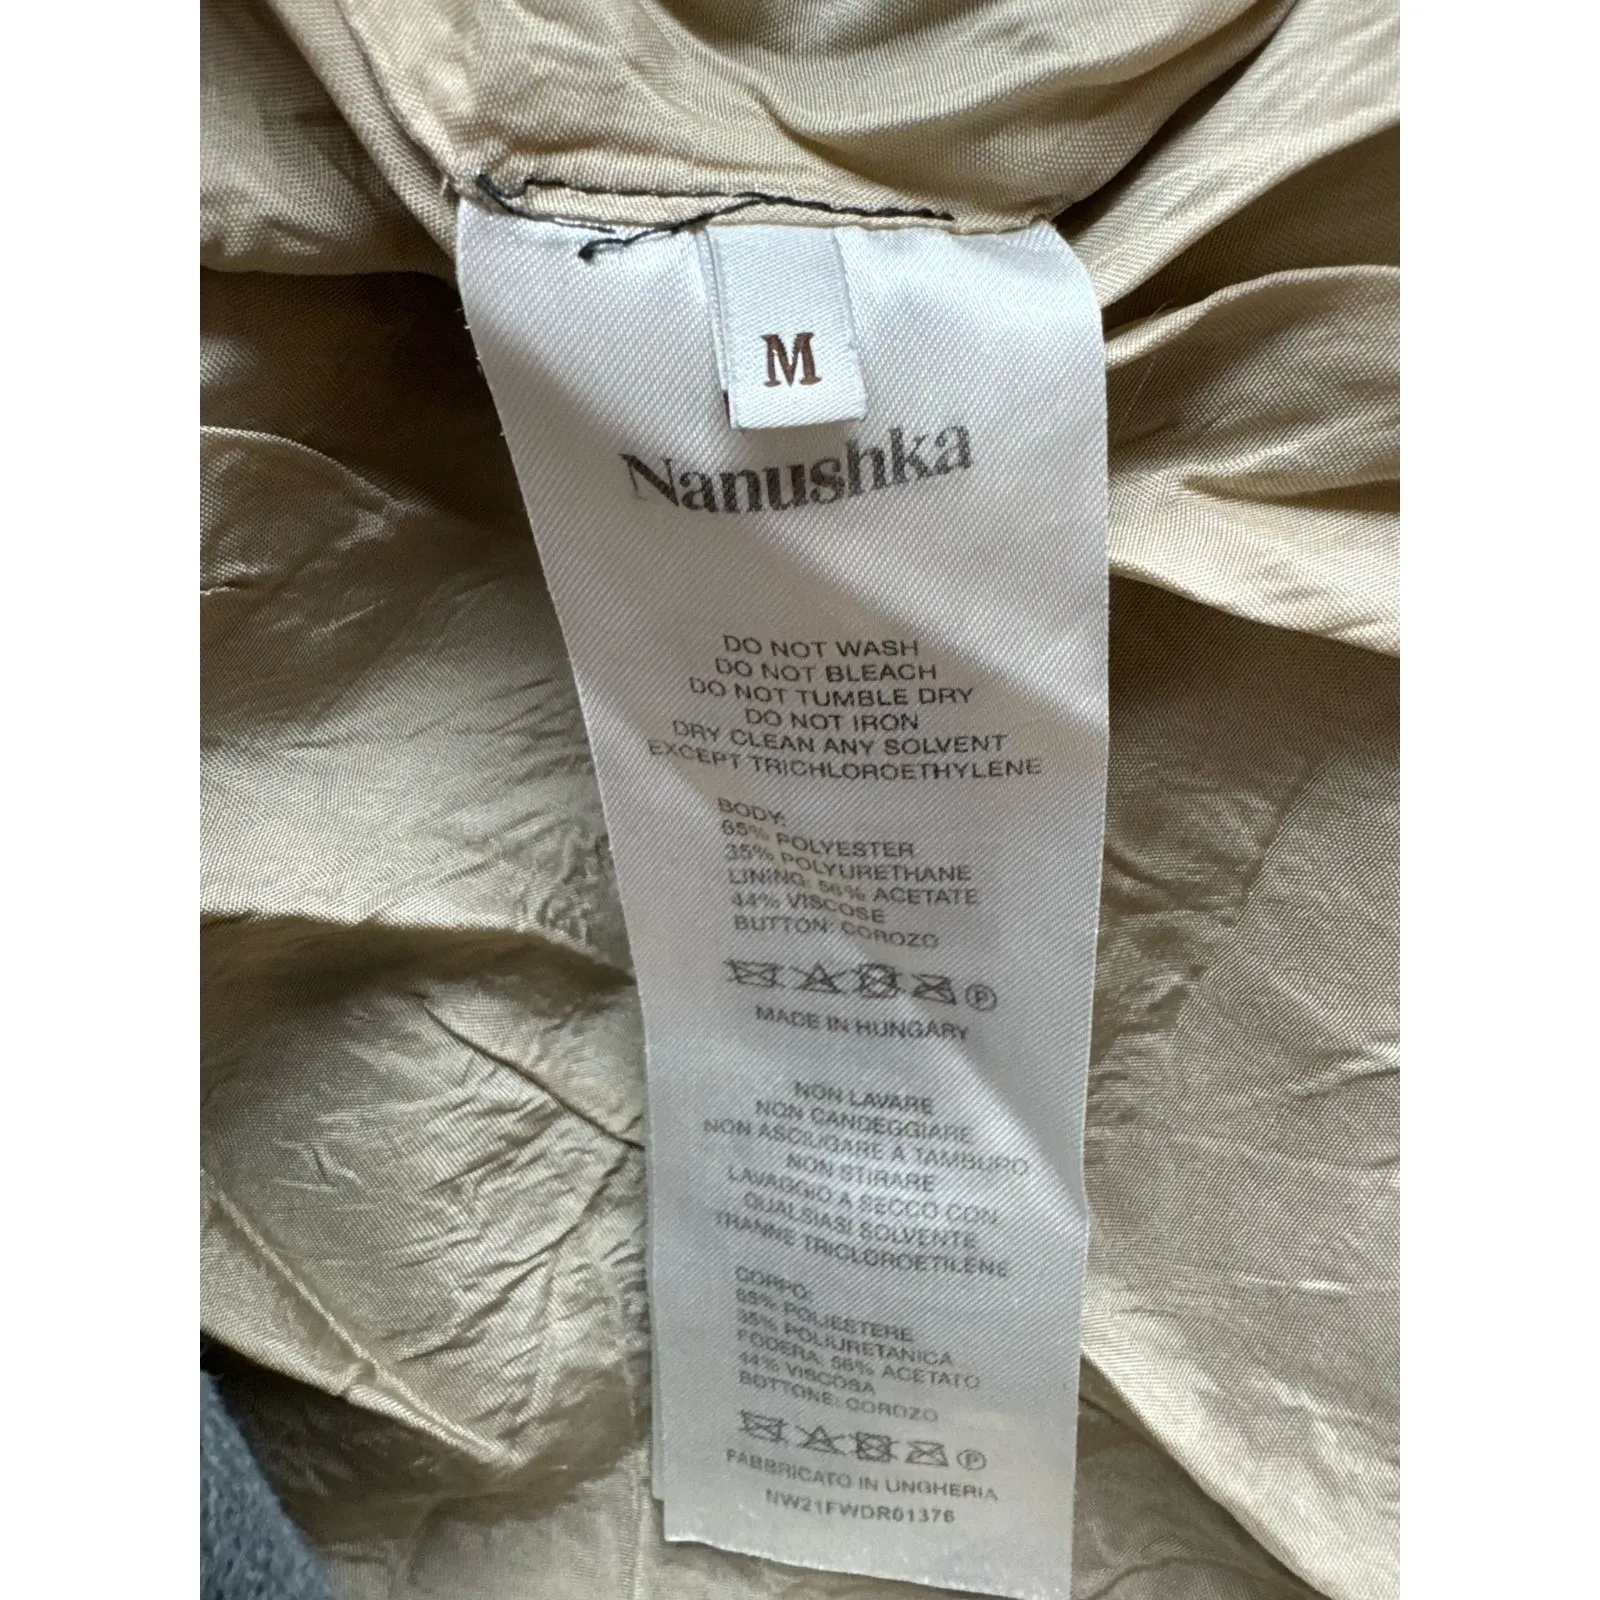 M
Nanushka
DO NOT WASH
DO NOT BLEACH
DO NOT TUMBLE DRY
DO NOT IRON
DRY CLEAN ANY SOLVENT
EXCEPT TRICHLOROETHYLENE
BODY:
65% POLYESTER
35% POLYURETHANE
LINING: 56% ACETATE
44% VISCOSE
BUTTON: COROZO
P
MADE IN HUNGARY
NON LAVARE
NON CANDEGGIARE
NON ASCIUGARE A TAMBURO
NON STIRARE
LAVAGGIO A SECCO CON
QUALSIASI SOLVENTE
TRANNE TRICLOROETILENE
CORPO:
65% POLIESTERE
35% POLIURETANICA
FODERA: 56% ACETATO
44% VISCOSA
BOTTONE: COROZO
P
FABBRICATO IN UNGHERIA
NW21FWDR01376